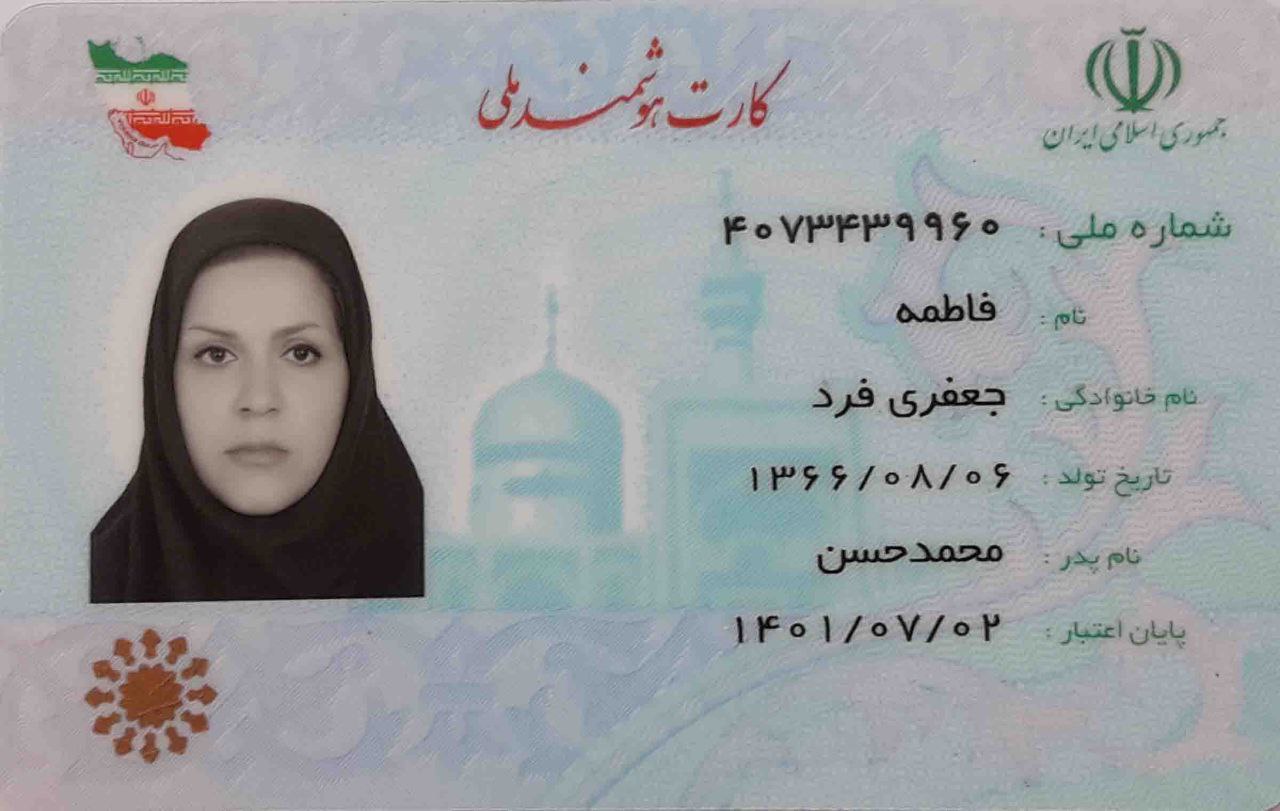 کارت هوشمند ملی
جمهوری اسلامی ایران
شماره ملی : ۴۰۷۳۴۳۹۹۶۰
نام : فاطمه
نام خانوادگی : جعفری فرد
تاریخ تولد : ۱۳۶۶/۰۸/۰۶
نام پدر : محمدحسن
پایان اعتبار : ۱۴۰۱/۰۷/۰۲